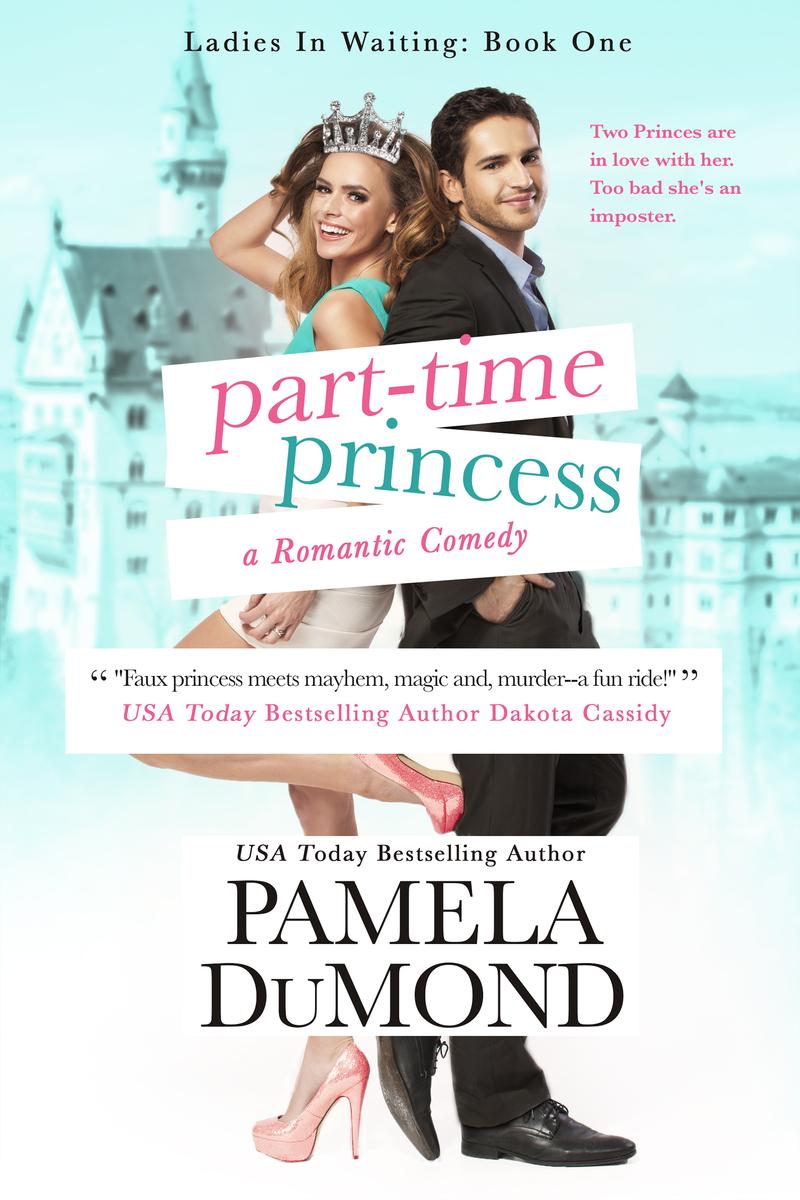 Ladies In Waiting: Book One
Two Princes are
in love with her.
Too bad she's an
imposter.
part-time
princess
a Romantic Comedy
“ "Faux princess meets mayhem, magic and, murder--a fun ride!" ”
USA Today Bestselling Author Dakota Cassidy
USA Today Bestselling Author
PAMELA
DuMOND